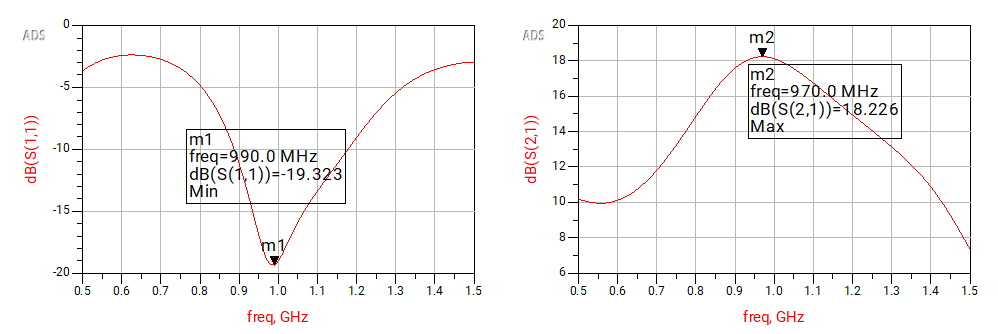 ADS
0
-5
-10
-15
-20
dB(S(1,1))
m1
freq=990.0 MHz
dB(S(1,1))=-19.323
Min
m1
0.5 0.6 0.7 0.8 0.9 1.0 1.1 1.2 1.3 1.4 1.5
freq, GHz
ADS
20
18
16
14
12
10
8
6
dB(S(2,1))
m2
m2
freq=970.0 MHz
dB(S(2,1))=18.226
Max
0.5 0.6 0.7 0.8 0.9 1.0 1.1 1.2 1.3 1.4 1.5
freq, GHz